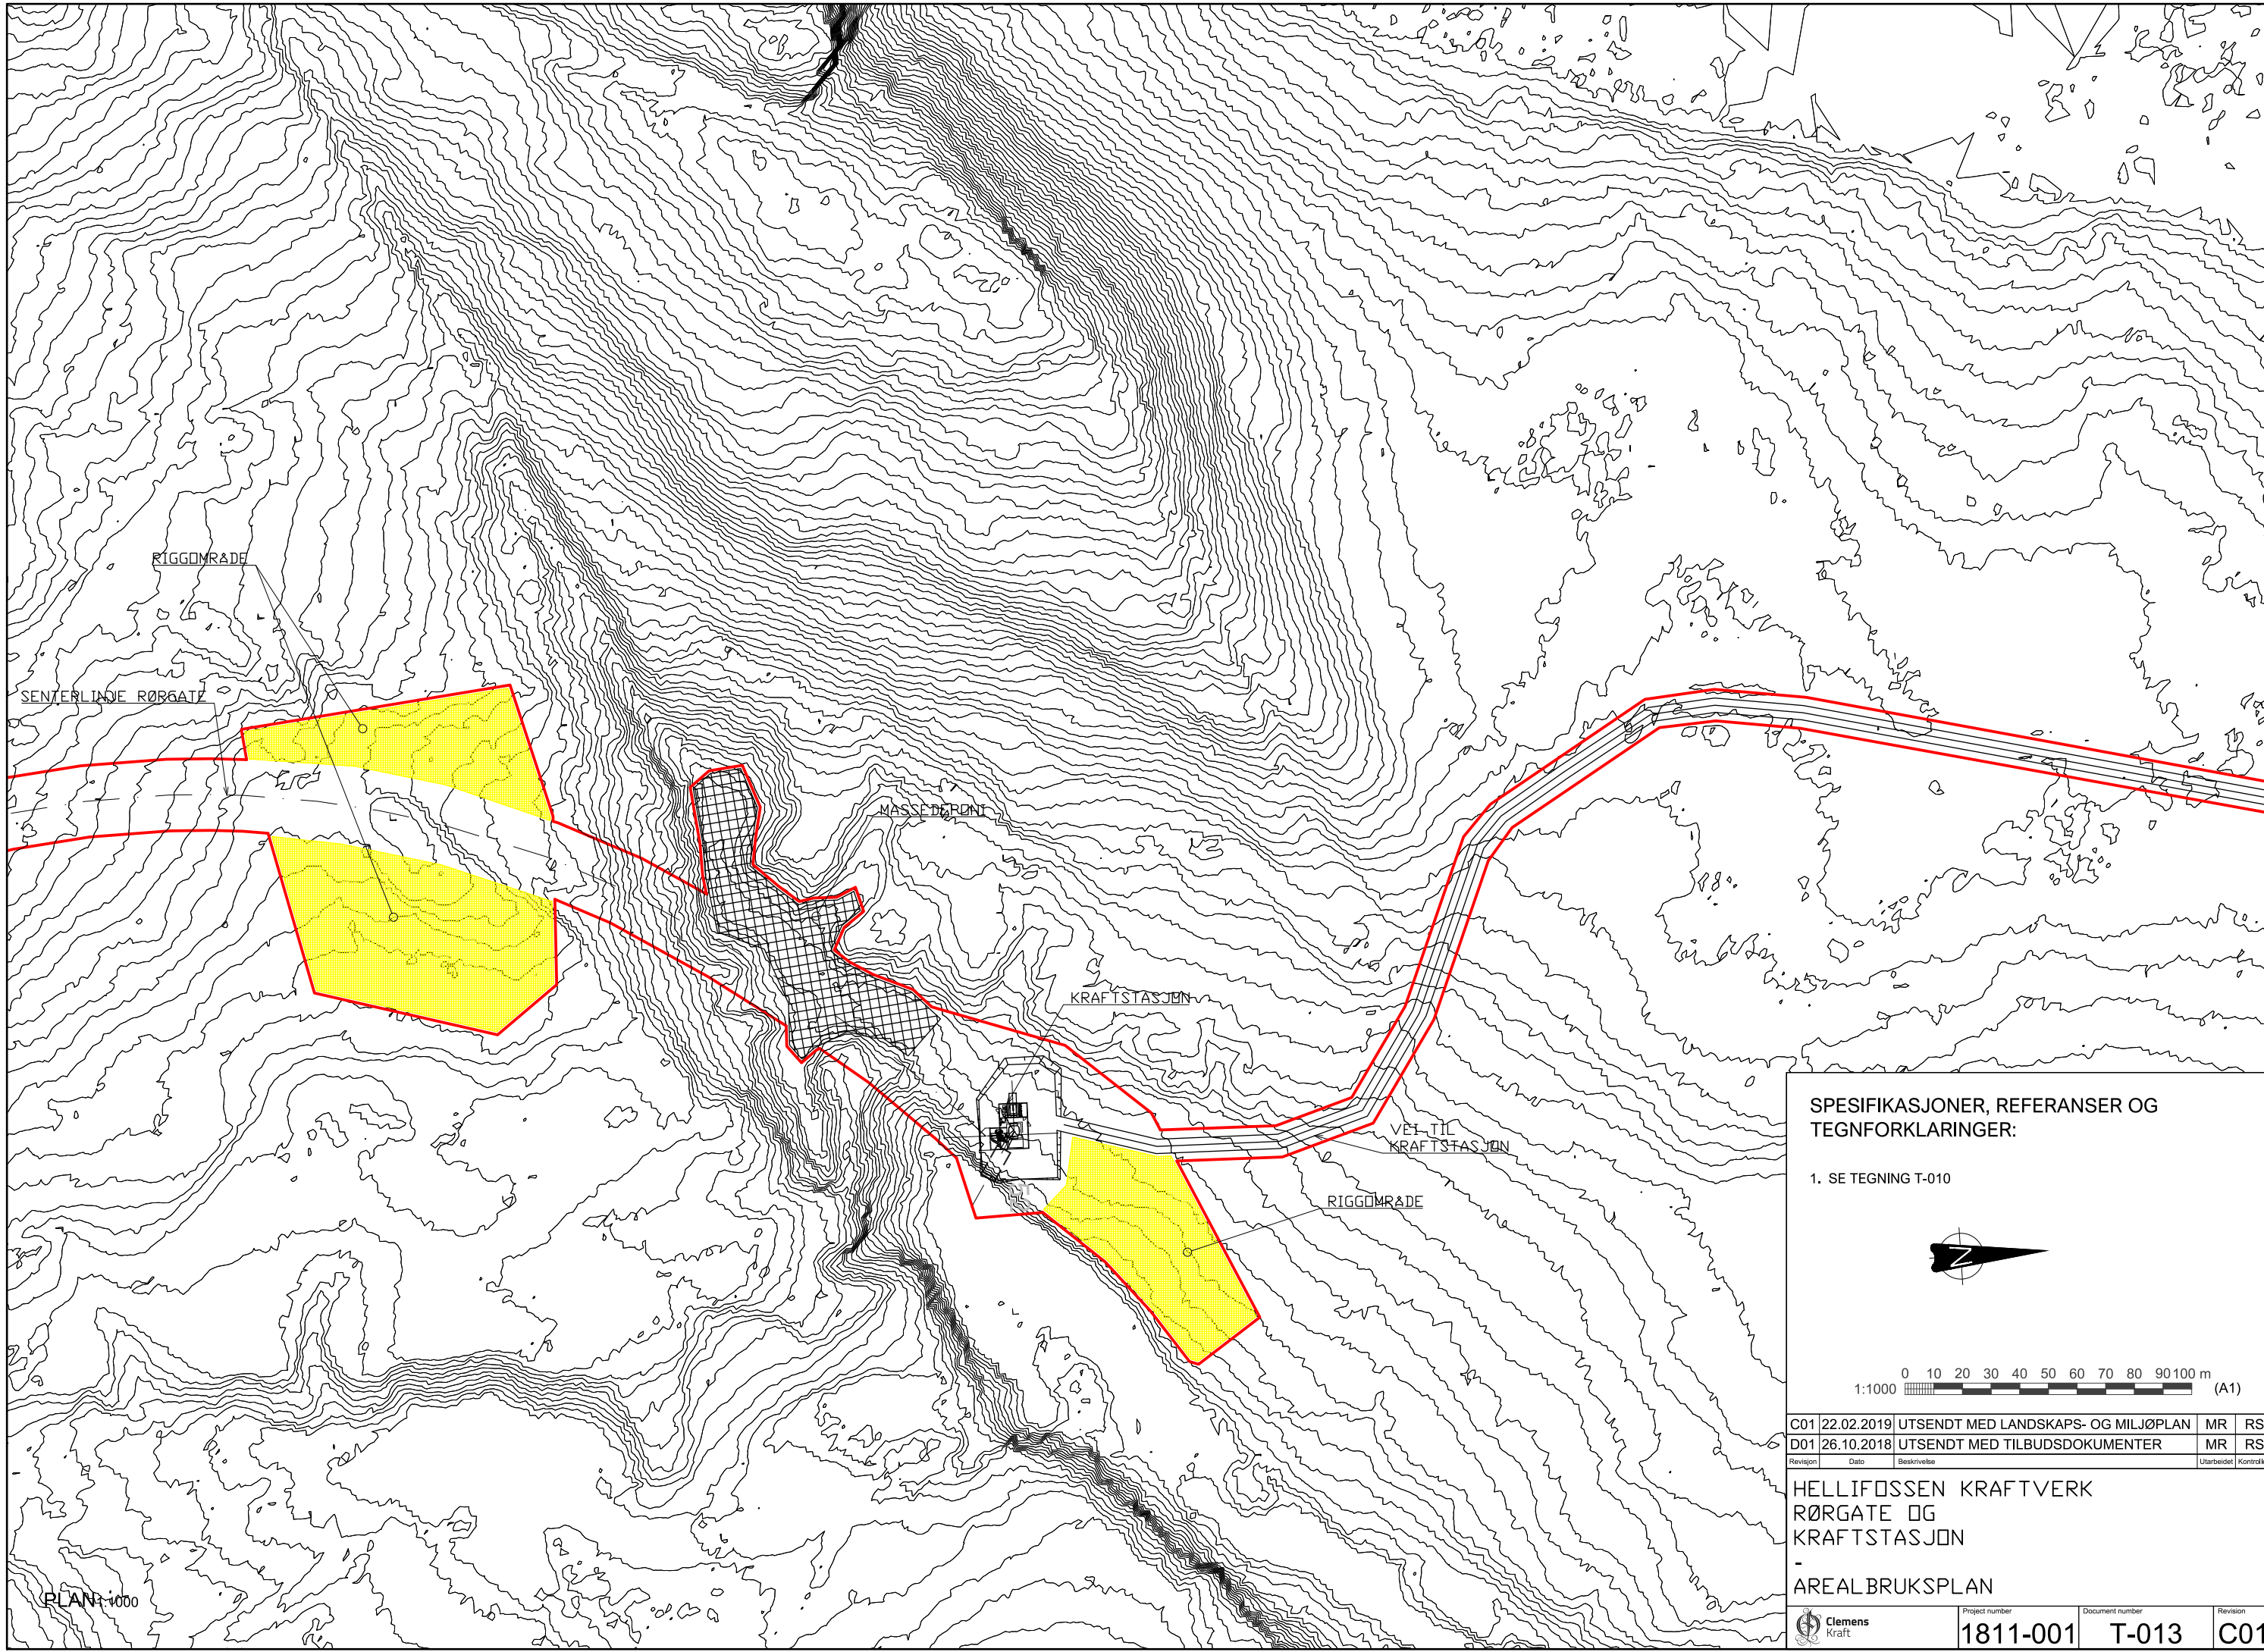 RIGGOMRÅDE
SENTERLINJE RØRGATE
MASSEDEPONI
KRAFTSTASJON
VEI TIL
KRAFTSTASJON
RIGGOMRÅDE
PLAN 1:1000
SPESIFIKASJONER, REFERANSER OG
TEGNFORKLARINGER:
1. SE TEGNING T-010
N
0 10 20 30 40 50 60 70 80 90 100 m
1:1000 (A1)
C01 22.02.2019 UTSENDT MED LANDSKAPS- OG MILJØPLAN MR RS
D01 26.10.2018 UTSENDT MED TILBUDSDOKUMENTER MR RS
Revisjon Dato Beskrivelse Utarbeidet Kontroll
HELLIFOSSEN KRAFTVERK
RØRGATE OG
KRAFTSTASJON
-
AREALBRUKSPLAN
Clemens
Kraft
Project number Document number Revision
1811-001 T-013 C01